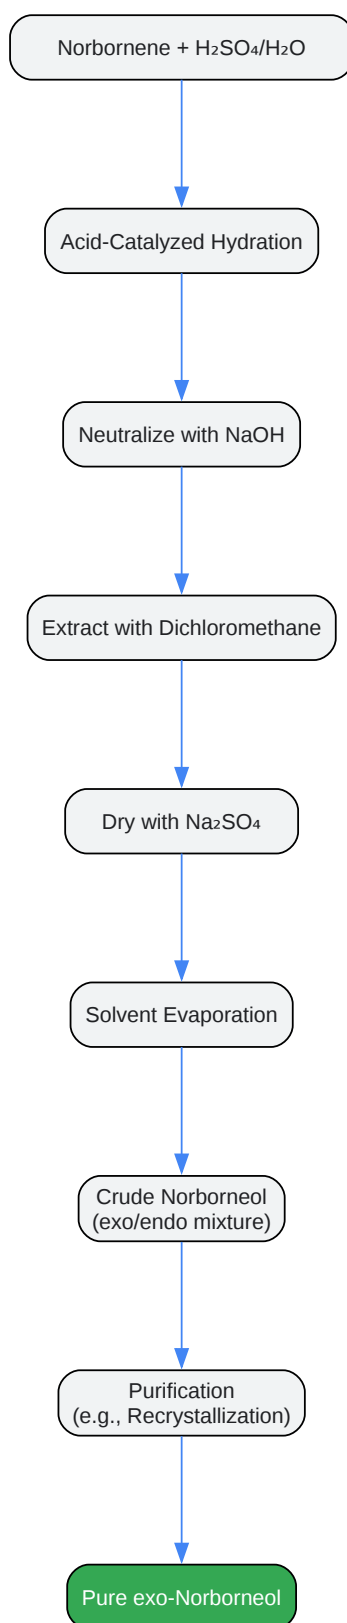 Norbornene + H₂SO₄/H₂O
Acid-Catalyzed Hydration
Neutralize with NaOH
Extract with Dichloromethane
Dry with Na₂SO₄
Solvent Evaporation
Crude Norborneol
(exo/endo mixture)
Purification
(e.g., Recrystallization)
Pure exo-Norborneol